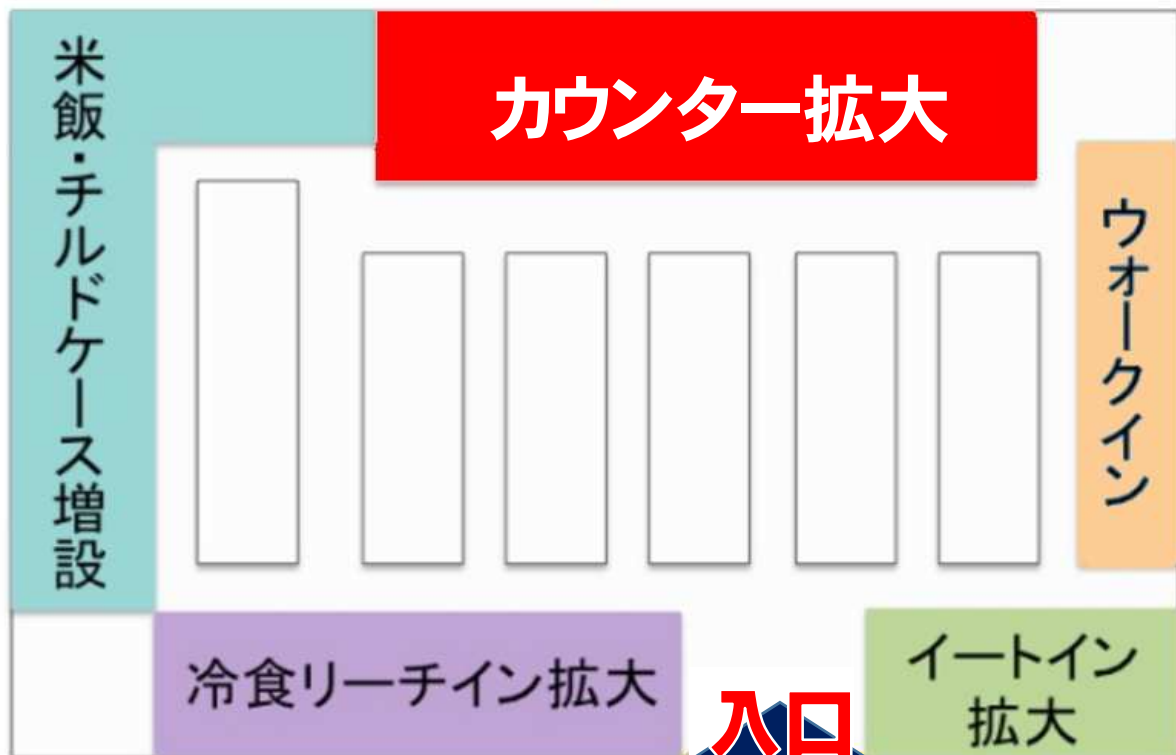 カウンター拡大
米飯・チルドケース増設
ウォークイン
冷食リーチイン拡大
入口
イートイン
拡大